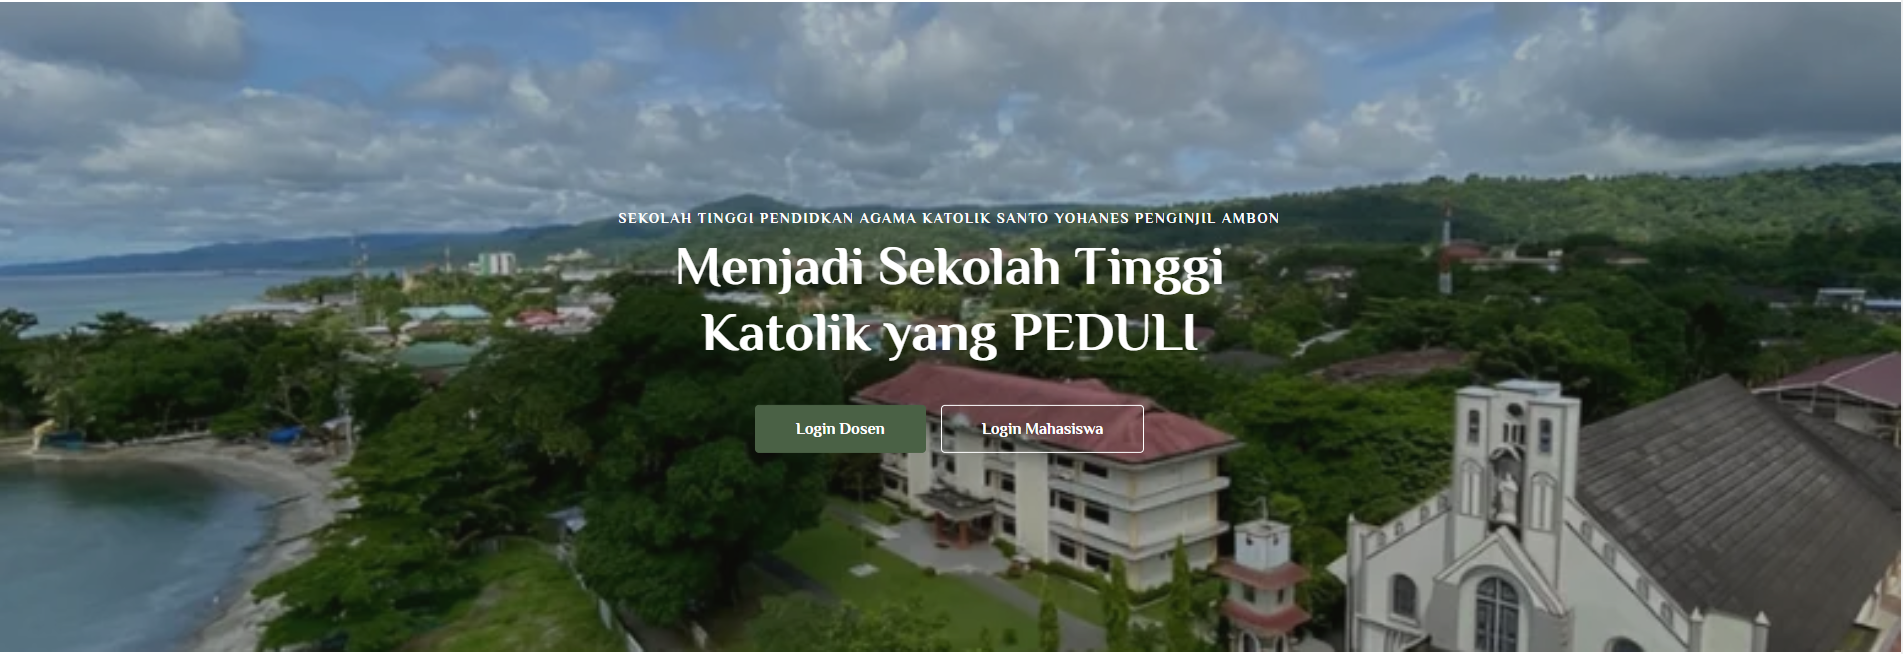 SEKOLAH TINGGI PENDIDKAN AGAMA KATOLIK SANTO YOHANES PENGINJIL AMBON
Menjadi Sekolah Tinggi
Katolik yang PEDULI
Login Dosen
Login Mahasiswa